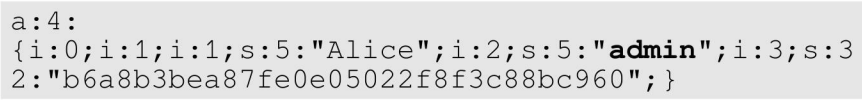 a:4:
{i:0;i:1;i:1;s:5:"Alice";i:2;s:5:"admin";i:3;s:3
2:"b6a8b3bea87fe0e05022f8f3c88bc960";}